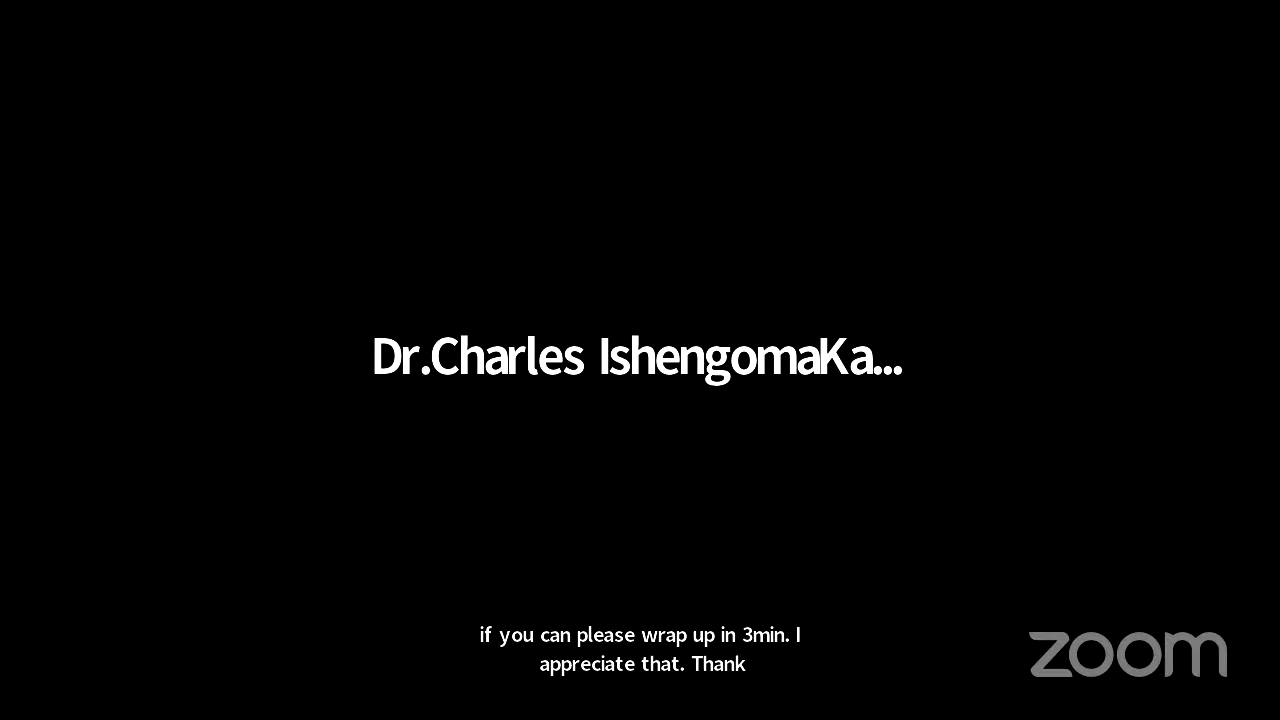 Dr.Charles IshengomaKa...
if you can please wrap up in 3min. I
appreciate that. Thank
zoom